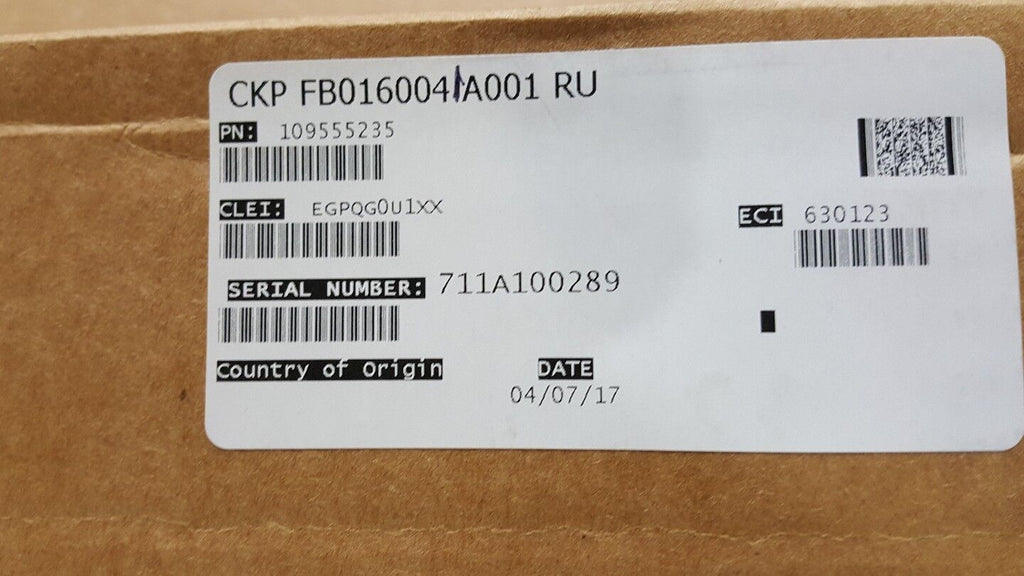 CKP FB016004/A001 RU
PN: 109555235
CLEI: EGPQG0U1XX
ECI 630123
SERIAL NUMBER: 711A100289
Country of Origin
DATE
04/07/17